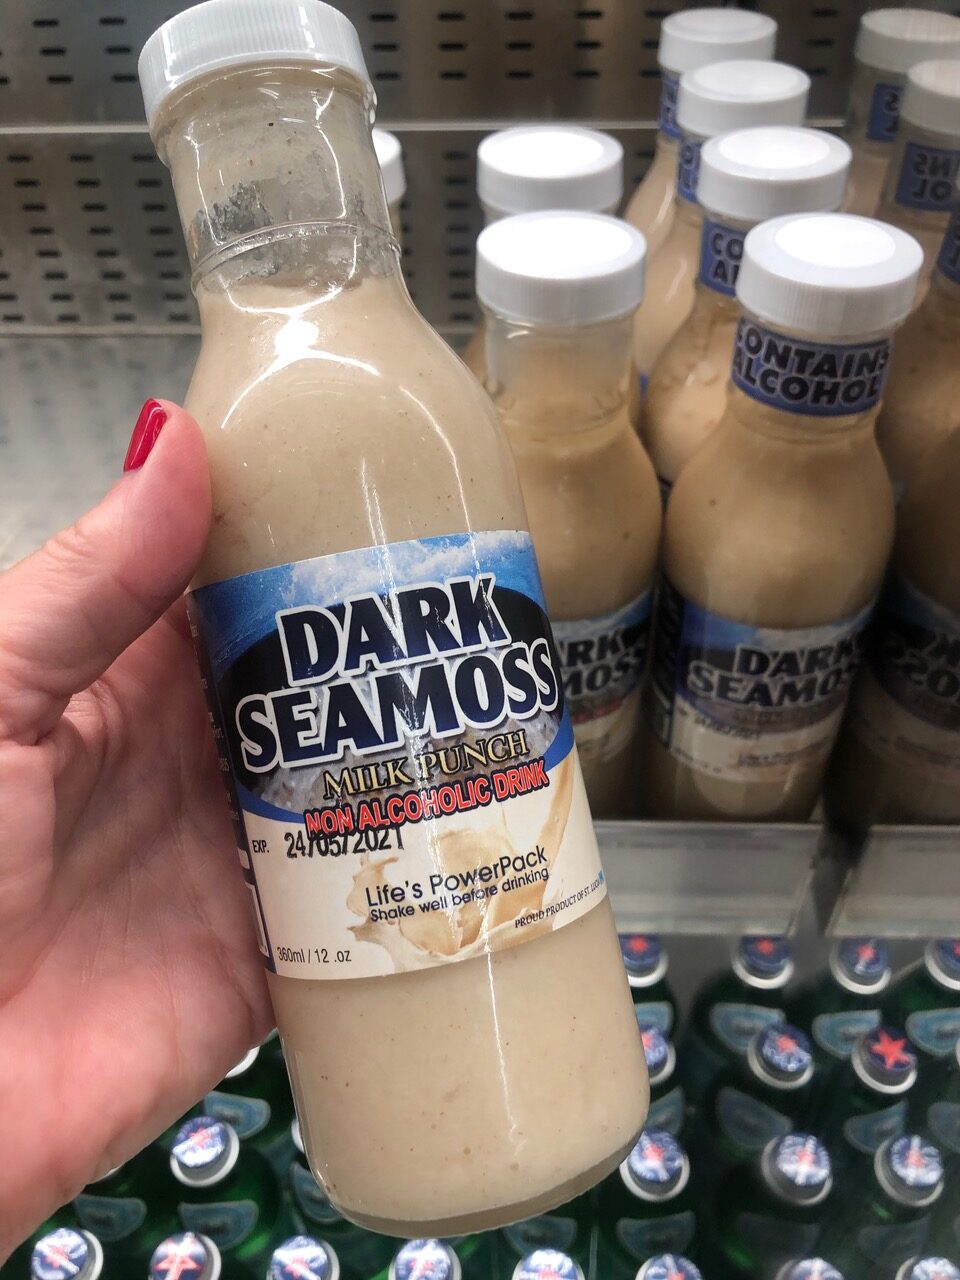 DARK
SEAMOSS
MILK PUNCH
NON ALCOHOLIC DRINK
EXP. 24/05/2021
Life's PowerPack
Shake well before drinking
PROUD PRODUCT OF ST. LUCIA
360ml / 12 .oz
CONTAINS
ALCOHOL
DARK
SEAMOSS